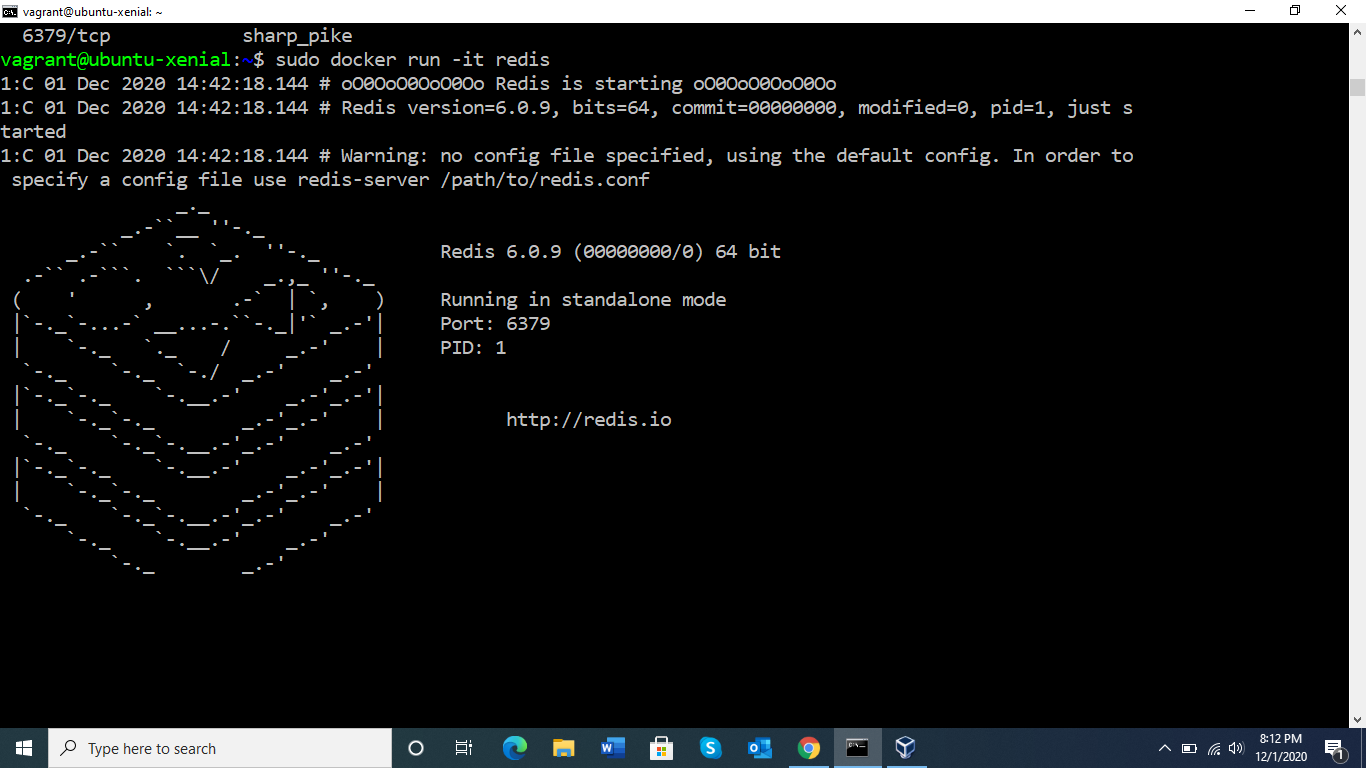 vagrant@ubuntu-xenial: ~
6379/tcp            sharp_pike
vagrant@ubuntu-xenial:~$ sudo docker run -it redis
1:C 01 Dec 2020 14:42:18.144 # oO0OoO0OoO0Oo Redis is starting oO0OoO0OoO0Oo
1:C 01 Dec 2020 14:42:18.144 # Redis version=6.0.9, bits=64, commit=00000000, modified=0, pid=1, just s
tarted
1:C 01 Dec 2020 14:42:18.144 # Warning: no config file specified, using the default config. In order to
 specify a config file use redis-server /path/to/redis.conf
Redis 6.0.9 (00000000/0) 64 bit
Running in standalone mode
Port: 6379
PID: 1
http://redis.io
Type here to search
8:12 PM
12/1/2020
1